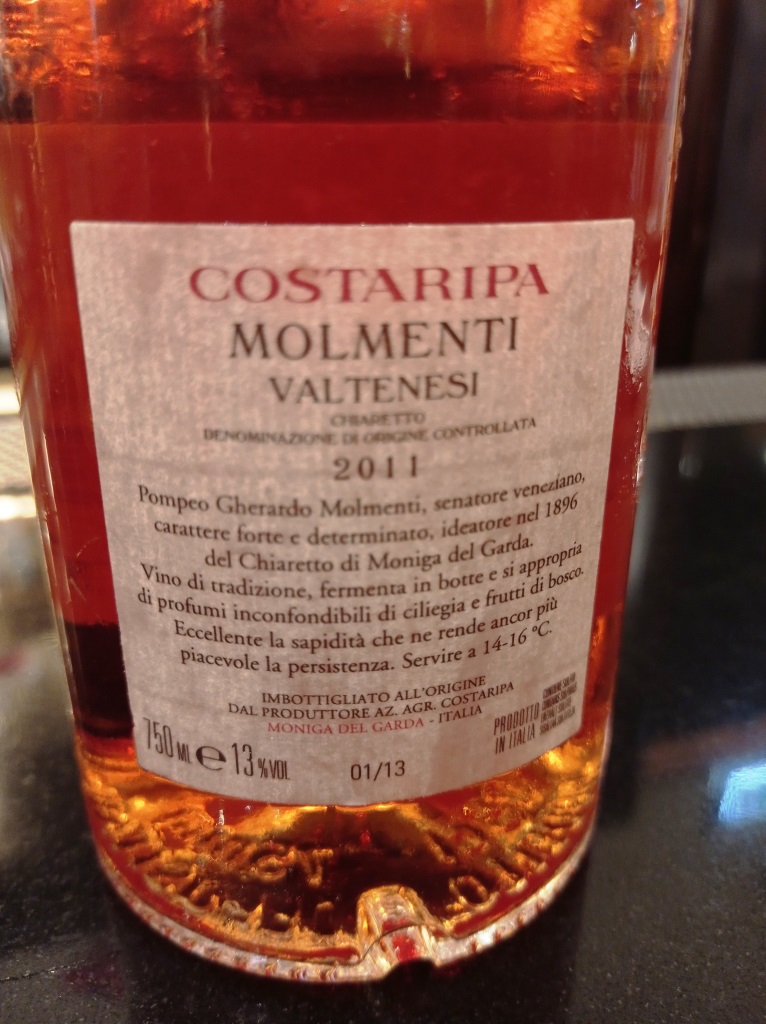 COSTARIPA
MOLMENTI
VALTENESI
CHIARETTO
DENOMINAZIONE DI ORIGINE CONTROLLATA
2011
Pompeo Gherardo Molmenti, senatore veneziano,
carattere forte e determinato, ideatore nel 1896
del Chiaretto di Moniga del Garda.
Vino di tradizione, fermenta in botte e si appropria
di profumi inconfondibili di ciliegia e frutti di bosco.
Eccellente la sapidità che ne rende ancor più
piacevole la persistenza. Servire a 14-16 °C.
IMBOTTIGLIATO ALL'ORIGINE
DAL PRODUTTORE AZ. AGR. COSTARIPA
MONIGA DEL GARDA - ITALIA
750 ML e 13 %VOL
01/13
PRODOTTO
IN ITALIA